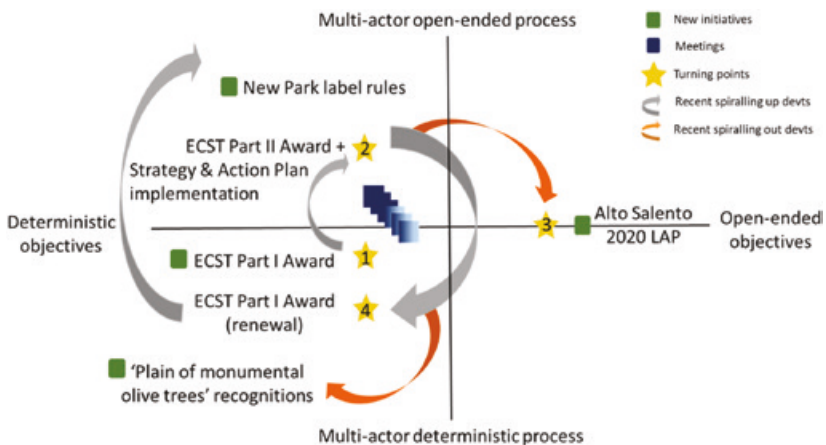 Multi-actor open-ended process
New initiatives
Meetings
Turning points
Recent spiralling up devts
Recent spiralling out devts
New Park label rules
ECST Part II Award +
2
Strategy & Action Plan
implementation
Deterministic
objectives
3
Alto Salento
2020 LAP
Open-ended
objectives
ECST Part I Award
1
ECST Part I Award
(renewal)
4
‘Plain of monumental
olive trees’ recognitions
Multi-actor deterministic process